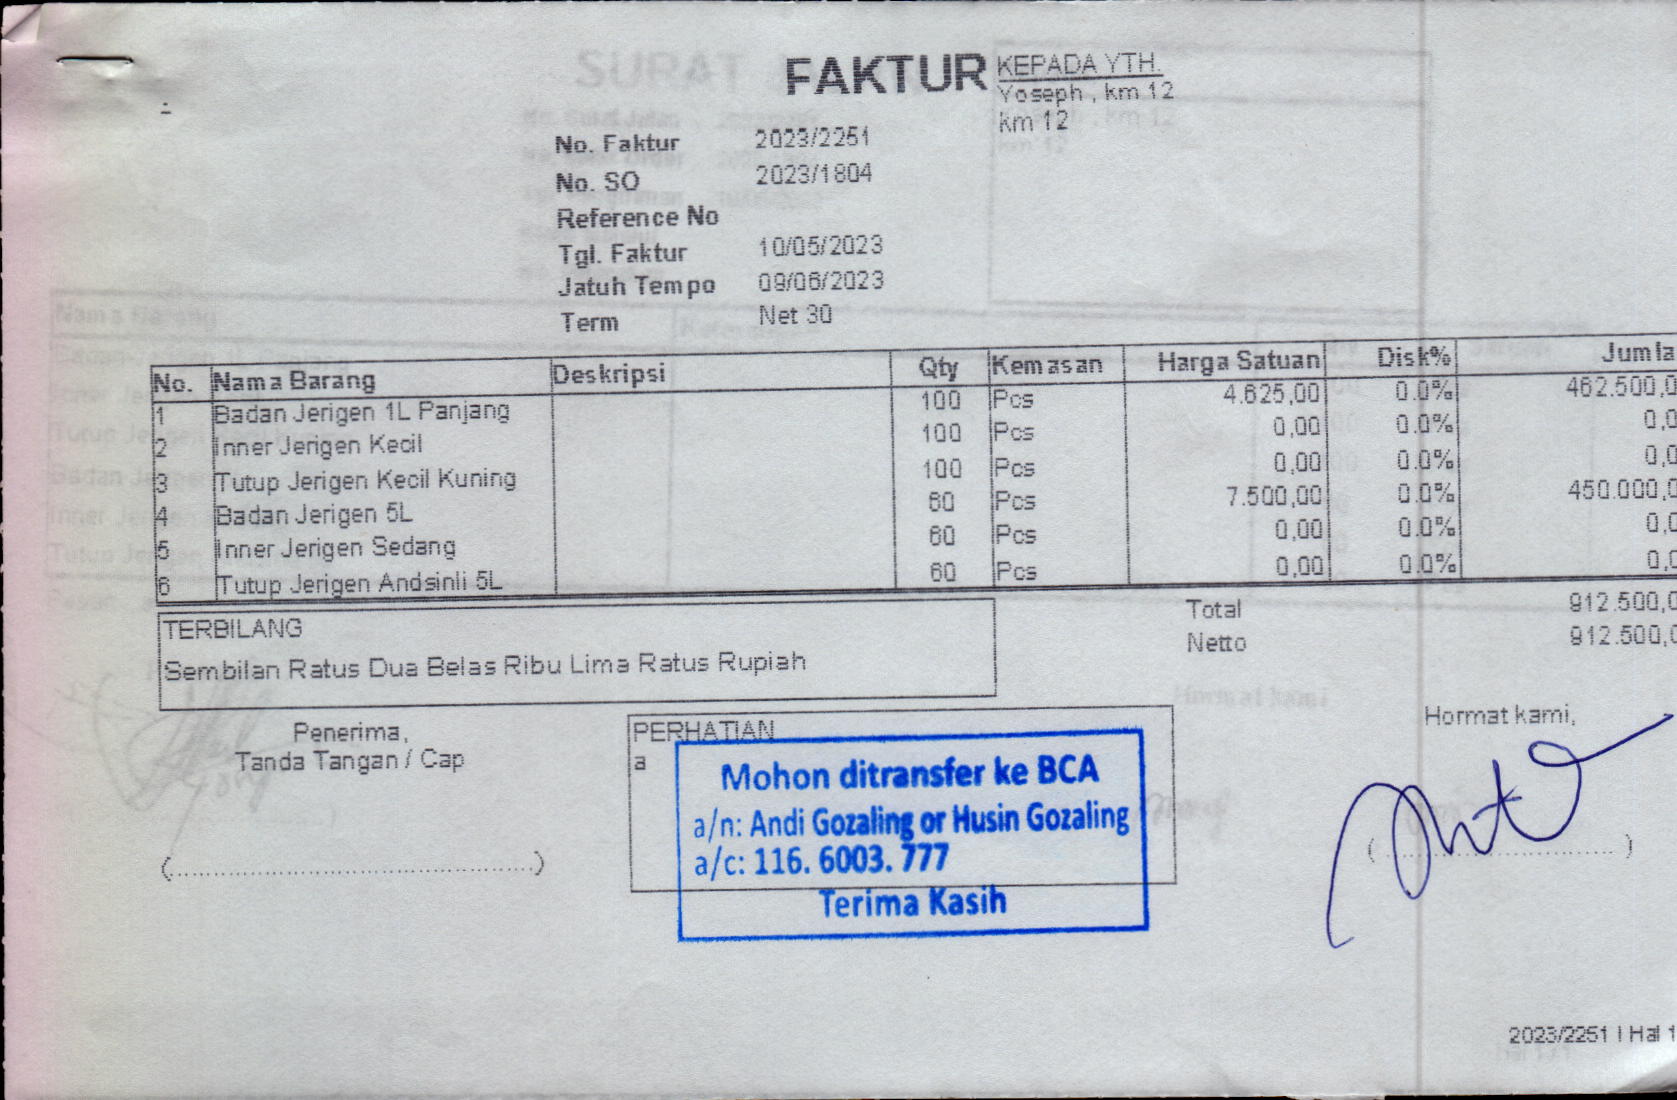 FAKTUR
KEPADA YTH.
Yoseph , km 12
km 12
No. Faktur 2023/2251
No. SO 2023/1804
Reference No
Tgl. Faktur 10/05/2023
Jatuh Tempo 09/06/2023
Term Net 30
No. Nama Barang Deskripsi Qty Kemasan Harga Satuan Disk% Jumla
1 Badan Jerigen 1L Panjang 100 Pcs 4.625,00 0.0% 462.500,0
2 Inner Jerigen Kecil 100 Pcs 0,00 0.0% 0,0
3 Tutup Jerigen Kecil Kuning 100 Pcs 0,00 0.0% 0,0
4 Badan Jerigen 5L 60 Pcs 7.500,00 0.0% 450.000,0
5 Inner Jerigen Sedang 60 Pcs 0,00 0.0% 0,0
6 Tutup Jerigen Andsinli 5L 60 Pcs 0,00 0.0% 0,0
Total 912.500,0
Netto 912.500,0
TERBILANG
Sembilan Ratus Dua Belas Ribu Lima Ratus Rupiah
Penerima,
Tanda Tangan / Cap
PERHATIAN
a
Mohon ditransfer ke BCA
a/n: Andi Gozaling or Husin Gozaling
a/c: 116. 6003. 777
Terima Kasih
Hormat kami,
2023/2251 | Hal 1